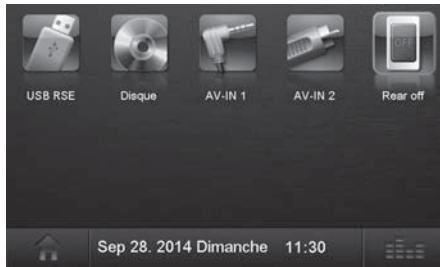 OFF
USB RSE Disque AV-IN 1 AV-IN 2 Rear off
Sep 28. 2014 Dimanche 11:30